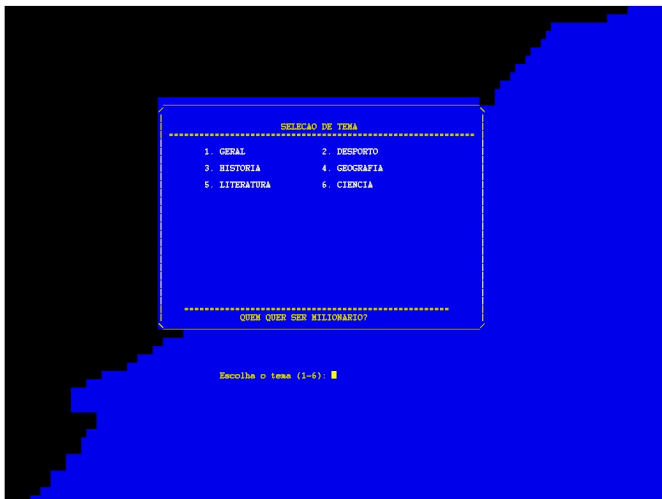 SELECAO DE TEMA
1. GERAL 2. DESPORTO
3. HISTORIA 4. GEOGRAFIA
5. LITERATURA 6. CIENCIA
QUEM QUER SER MILIONARIO?
Escolha o tema (1-6):